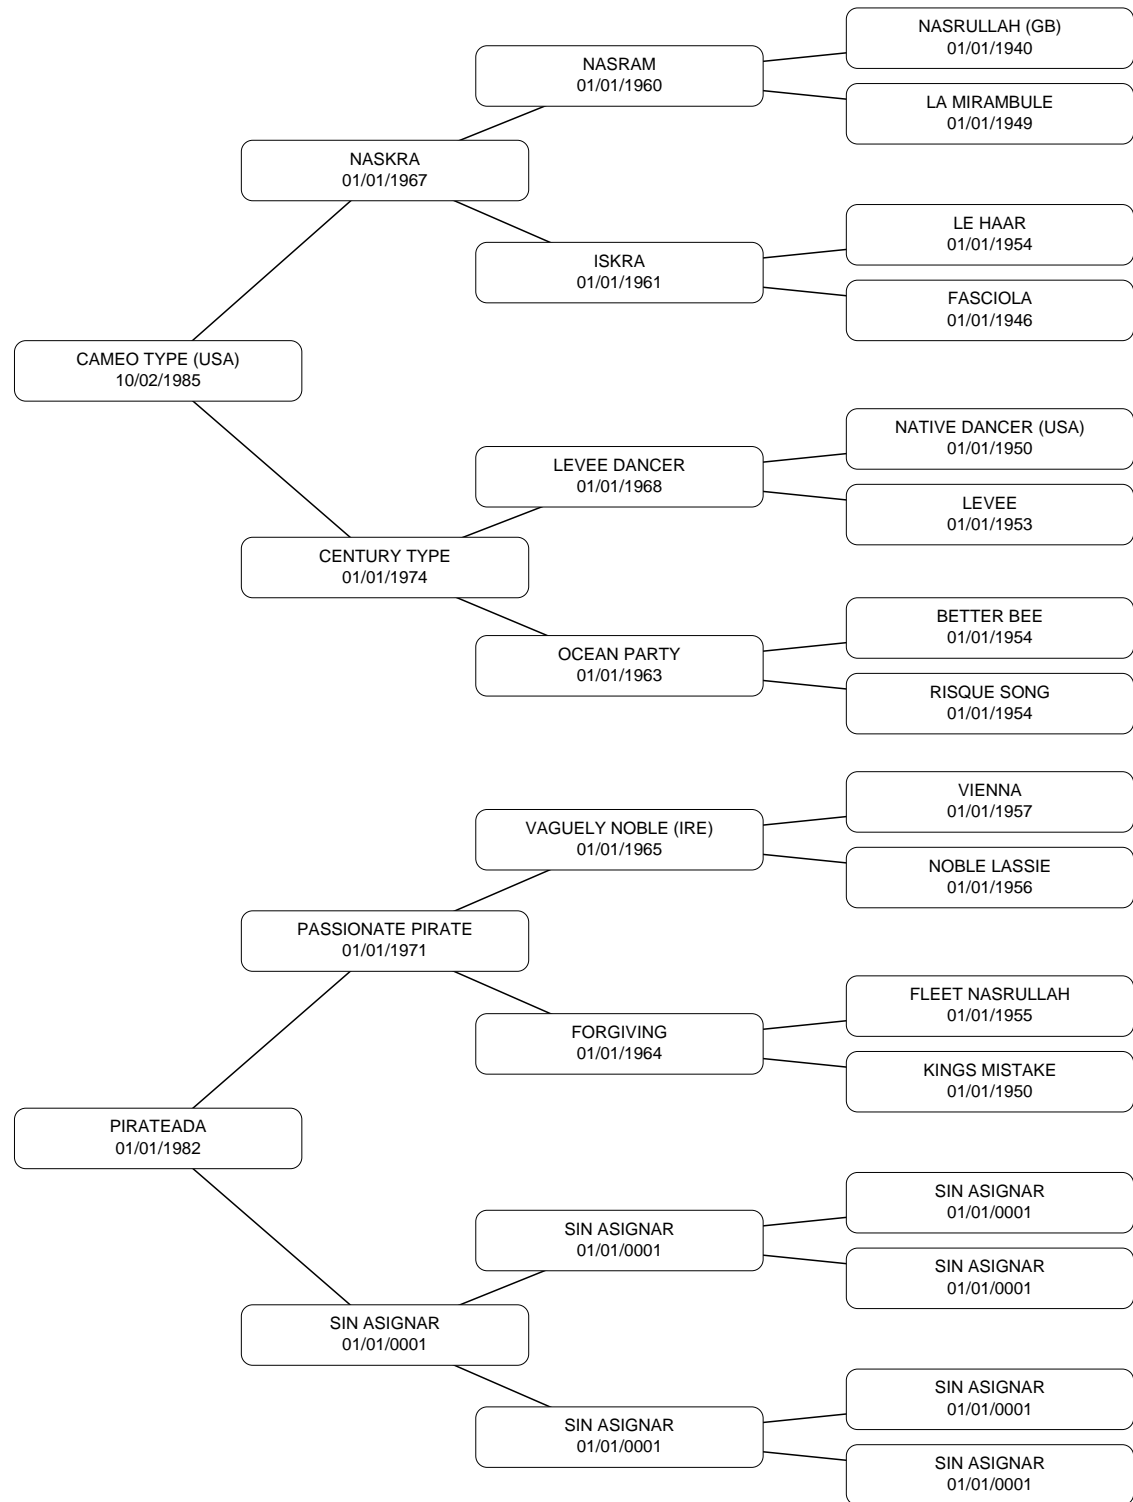 NASRULLAH (GB)
01/01/1940
NASRAM
01/01/1960
LA MIRAMBULE
01/01/1949
NASKRA
01/01/1967
LE HAAR
01/01/1954
ISKRA
01/01/1961
FASCIOLA
01/01/1946
CAMEO TYPE (USA)
10/02/1985
NATIVE DANCER (USA)
01/01/1950
LEVEE DANCER
01/01/1968
LEVEE
01/01/1953
CENTURY TYPE
01/01/1974
BETTER BEE
01/01/1954
OCEAN PARTY
01/01/1963
RISQUE SONG
01/01/1954
VIENNA
01/01/1957
VAGUELY NOBLE (IRE)
01/01/1965
NOBLE LASSIE
01/01/1956
PASSIONATE PIRATE
01/01/1971
FLEET NASRULLAH
01/01/1955
FORGIVING
01/01/1964
KINGS MISTAKE
01/01/1950
PIRATEADA
01/01/1982
SIN ASIGNAR
01/01/0001
SIN ASIGNAR
01/01/0001
SIN ASIGNAR
01/01/0001
SIN ASIGNAR
01/01/0001
SIN ASIGNAR
01/01/0001
SIN ASIGNAR
01/01/0001
SIN ASIGNAR
01/01/0001